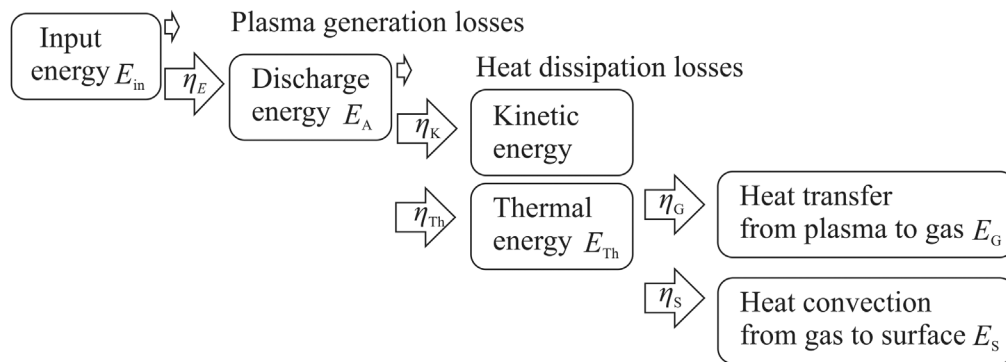 Input
energy E_in
Plasma generation losses
η_E
Discharge
energy E_A
Heat dissipation losses
η_K
Kinetic
energy
η_Th
Thermal
energy E_Th
η_G
Heat transfer
from plasma to gas E_G
η_S
Heat convection
from gas to surface E_S